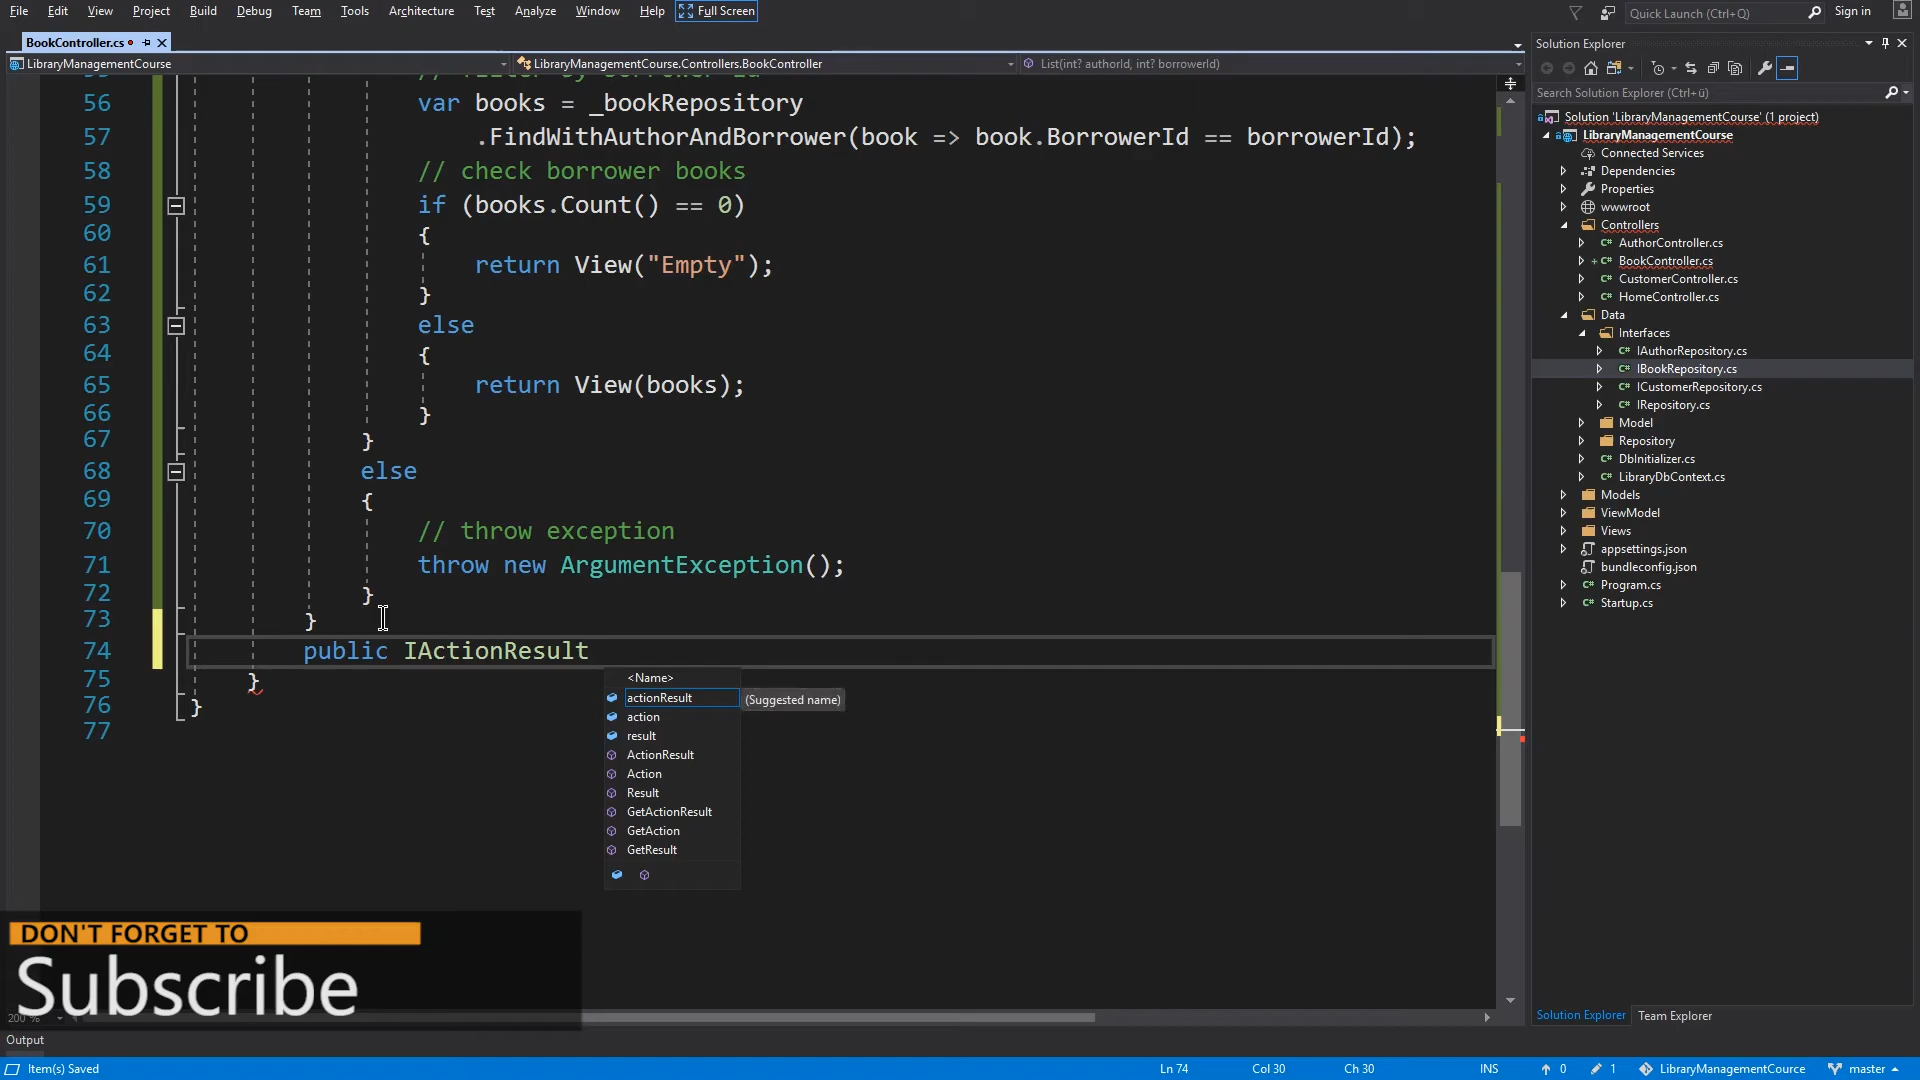 File Edit View Project Build Debug Team Tools Architecture Test Analyze Window Help Full Screen Quick Launch (Ctrl+Q) Sign in
BookController.cs
LibraryManagementCourse LibraryManagementCourse.Controllers.BookController List(int? authorId, int? borrowerId)
56 var books = _bookRepository
57 .FindWithAuthorAndBorrower(book => book.BorrowerId == borrowerId);
58 // check borrower books
59 if (books.Count() == 0)
60 {
61 return View("Empty");
62 }
63 else
64 {
65 return View(books);
66 }
67 }
68 else
69 {
70 // throw exception
71 throw new ArgumentException();
72 }
73 }
74 public IActionResult
75 }
76 }
77
<Name>
actionResult (Suggested name)
action
result
ActionResult
Action
Result
GetActionResult
GetAction
GetResult
DON'T FORGET TO
Subscribe
200 %
Output
Solution Explorer
Search Solution Explorer (Ctrl+ü)
Solution 'LibraryManagementCourse' (1 project)
LibraryManagementCourse
Connected Services
Dependencies
Properties
wwwroot
Controllers
C# AuthorController.cs
+ C# BookController.cs
C# CustomerController.cs
C# HomeController.cs
Data
Interfaces
C# IAuthorRepository.cs
C# IBookRepository.cs
C# ICustomerRepository.cs
C# IRepository.cs
Model
Repository
C# DbInitializer.cs
C# LibraryDbContext.cs
Models
ViewModel
Views
appsettings.json
bundleconfig.json
C# Program.cs
C# Startup.cs
Solution Explorer Team Explorer
Item(s) Saved Ln 74 Col 30 Ch 30 INS 0 1 LibraryManagementCource master